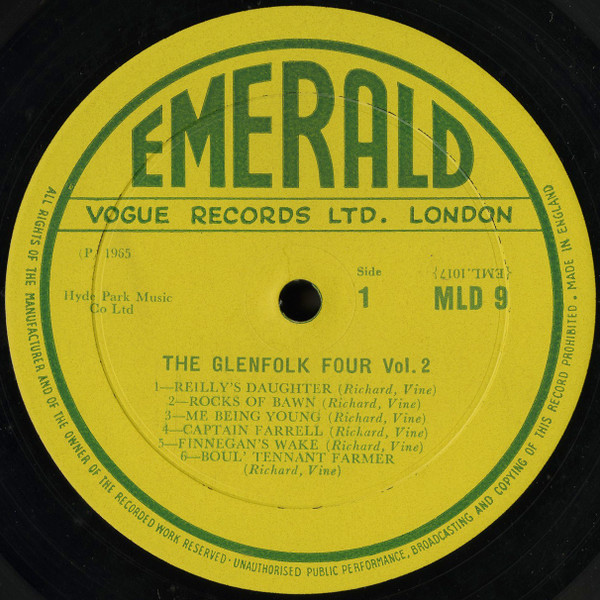 EMERALD
VOGUE RECORDS LTD. LONDON
(P) 1965
Hyde Park Music
Co Ltd
Side
1
{EML.1017}
MLD 9
THE GLENFOLK FOUR Vol. 2
1—REILLY'S DAUGHTER (Richard, Vine)
2—ROCKS OF BAWN (Richard, Vine)
3—ME BEING YOUNG (Richard, Vine)
4—CAPTAIN FARRELL (Richard, Vine)
5—FINNEGAN'S WAKE (Richard, Vine)
6—BOUL' TENNANT FARMER
(Richard, Vine)
ALL RIGHTS OF THE MANUFACTURER AND OF THE OWNER OF THE RECORDED WORK RESERVED · UNAUTHORISED PUBLIC PERFORMANCE, BROADCASTING AND COPYING OF THIS RECORD PROHIBITED · MADE IN ENGLAND